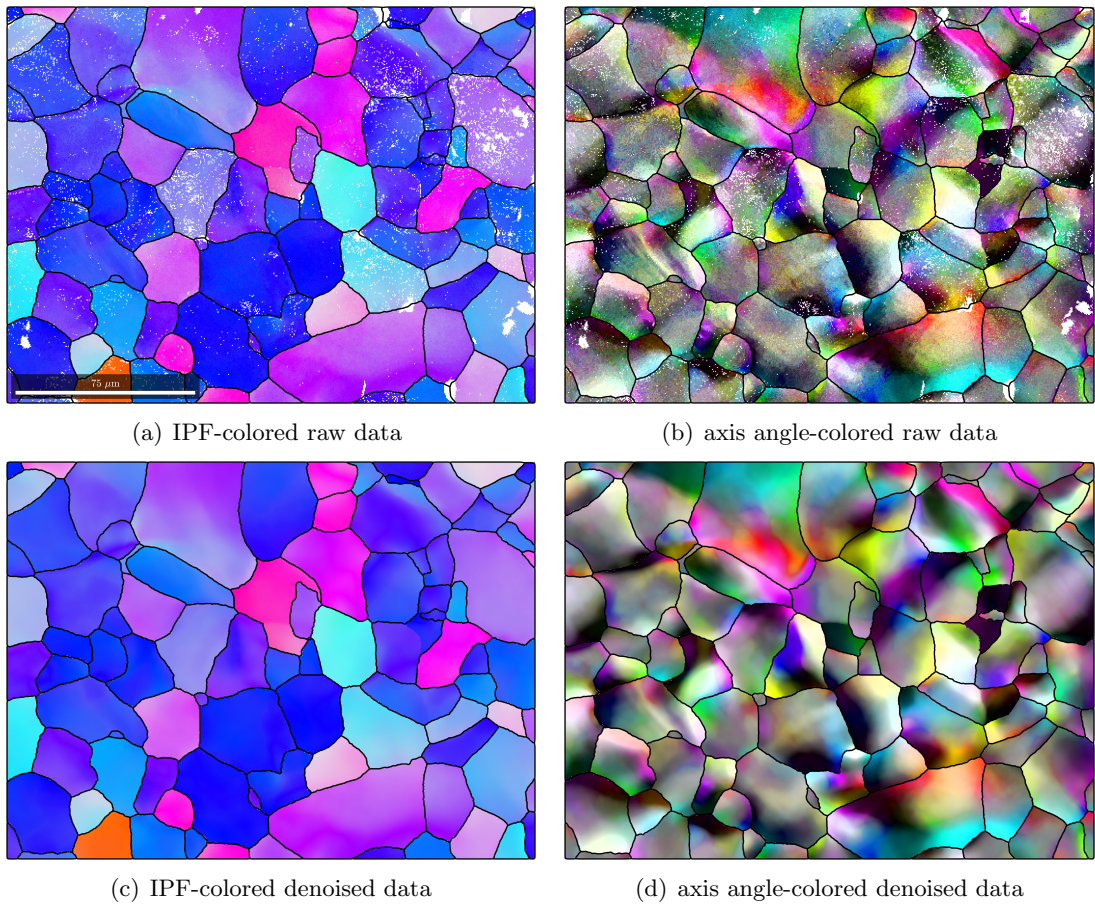 75 μm
(a) IPF-colored raw data
(b) axis angle-colored raw data
(c) IPF-colored denoised data
(d) axis angle-colored denoised data